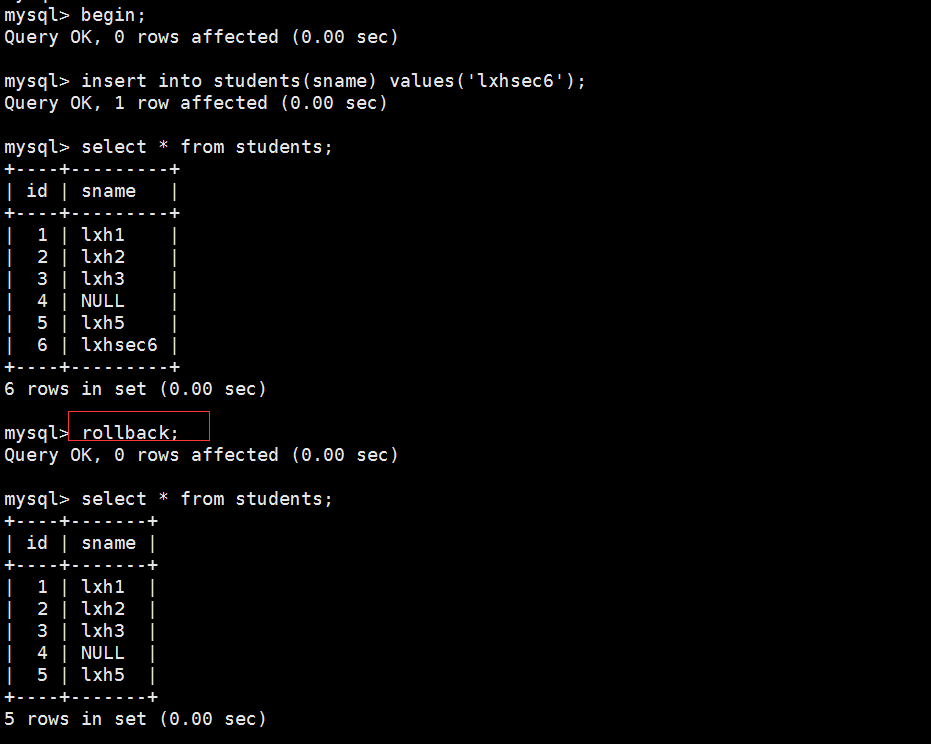 mysql> begin;
Query OK, 0 rows affected (0.00 sec)
mysql> insert into students(sname) values('lxhsec6');
Query OK, 1 row affected (0.00 sec)
mysql> select * from students;
+----+---------+
| id | sname   |
+----+---------+
|  1 | lxh1    |
|  2 | lxh2    |
|  3 | lxh3    |
|  4 | NULL    |
|  5 | lxh5    |
|  6 | lxhsec6 |
+----+---------+
6 rows in set (0.00 sec)
mysql> rollback;
Query OK, 0 rows affected (0.00 sec)
mysql> select * from students;
+----+-------+
| id | sname |
+----+-------+
|  1 | lxh1  |
|  2 | lxh2  |
|  3 | lxh3  |
|  4 | NULL  |
|  5 | lxh5  |
+----+-------+
5 rows in set (0.00 sec)